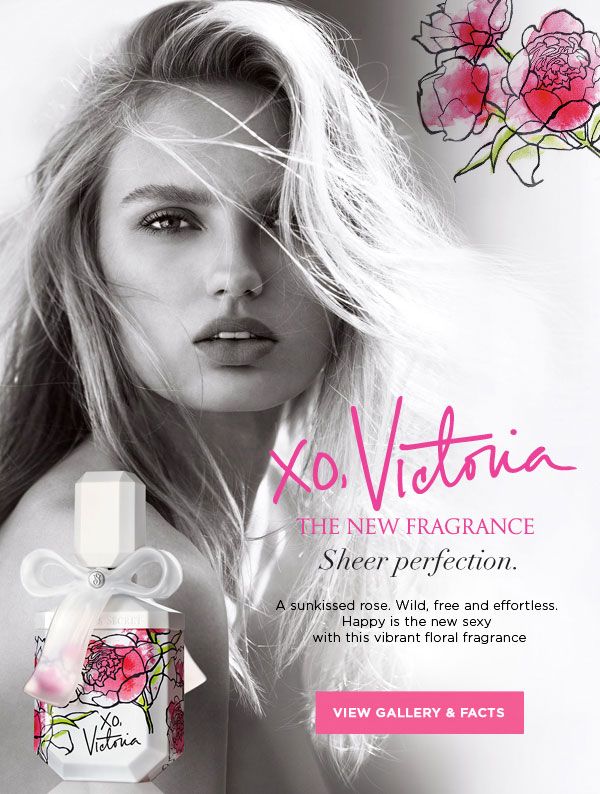 XO, Victoria
THE NEW FRAGRANCE
Sheer perfection.
A sunkissed rose. Wild, free and effortless.
Happy is the new sexy
with this vibrant floral fragrance
SECRET
XO,
Victoria
VIEW GALLERY & FACTS